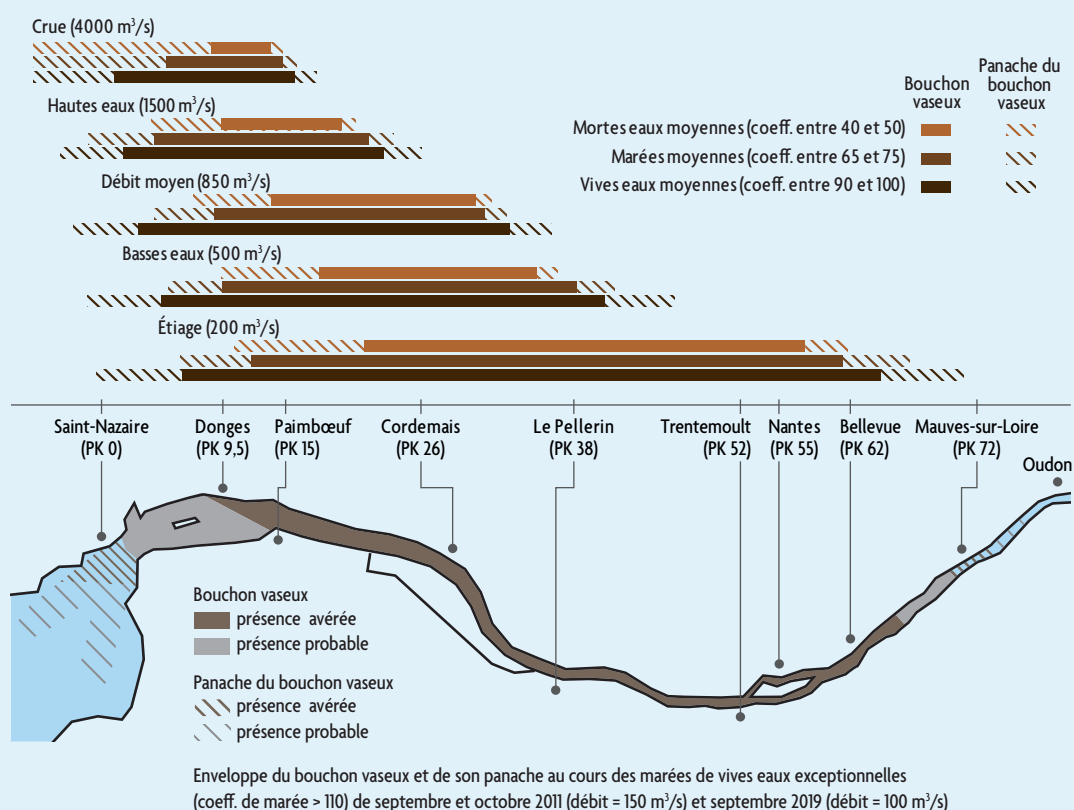 Crue (4000 m³/s)
Hautes eaux (1500 m³/s)
Débit moyen (850 m³/s)
Basses eaux (500 m³/s)
Étiage (200 m³/s)
Bouchon
vaseux
Panache du
bouchon
vaseux
Mortes eaux moyennes (coeff. entre 40 et 50)
Marées moyennes (coeff. entre 65 et 75)
Vives eaux moyennes (coeff. entre 90 et 100)
Saint-Nazaire
(PK 0)
Donges
(PK 9,5)
Paimbœuf
(PK 15)
Cordemais
(PK 26)
Le Pellerin
(PK 38)
Trentemoult
(PK 52)
Nantes
(PK 55)
Bellevue
(PK 62)
Mauves-sur-Loire
(PK 72)
Oudon
Bouchon vaseux
présence avérée
présence probable
Panache du bouchon vaseux
présence avérée
présence probable
Enveloppe du bouchon vaseux et de son panache au cours des marées de vives eaux exceptionnelles
(coeff. de marée > 110) de septembre et octobre 2011 (débit = 150 m³/s) et septembre 2019 (débit = 100 m³/s)